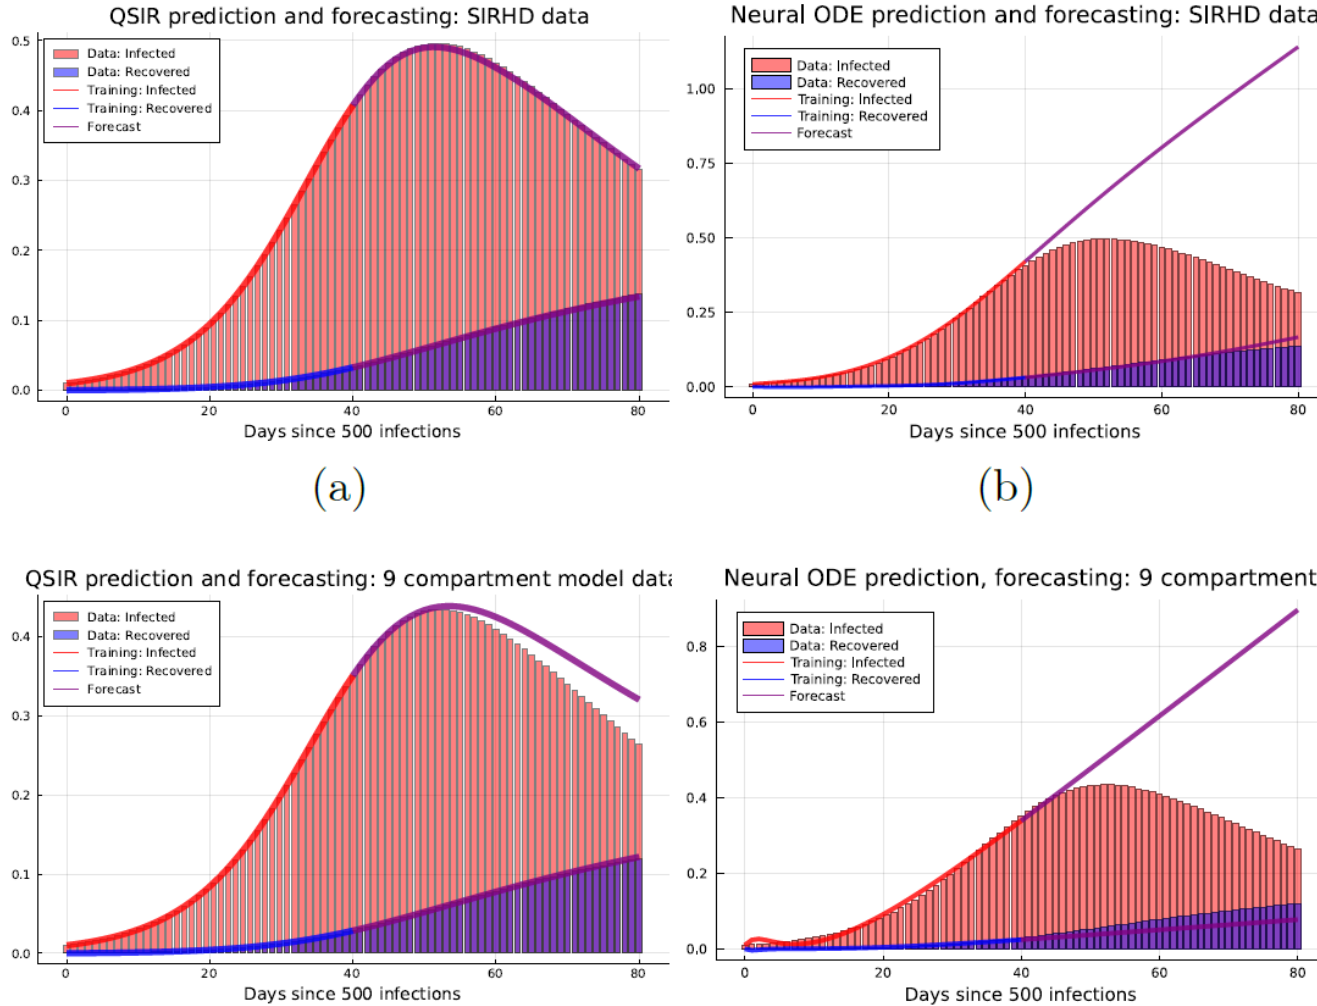 QSIR prediction and forecasting: SIRHD data
0.5
0.4
0.3
0.2
0.1
0.0
Data: Infected
Data: Recovered
Training: Infected
Training: Recovered
Forecast
0 20 40 60 80
Days since 500 infections
(a)
Neural ODE prediction and forecasting: SIRHD data
1.00
0.75
0.50
0.25
0.00
Data: Infected
Data: Recovered
Training: Infected
Training: Recovered
Forecast
0 20 40 60 80
Days since 500 infections
(b)
QSIR prediction and forecasting: 9 compartment model data
0.4
0.3
0.2
0.1
0.0
Data: Infected
Data: Recovered
Training: Infected
Training: Recovered
Forecast
0 20 40 60 80
Days since 500 infections
Neural ODE prediction, forecasting: 9 compartment
0.8
0.6
0.4
0.2
0.0
Data: Infected
Data: Recovered
Training: Infected
Training: Recovered
Forecast
0 20 40 60 80
Days since 500 infections